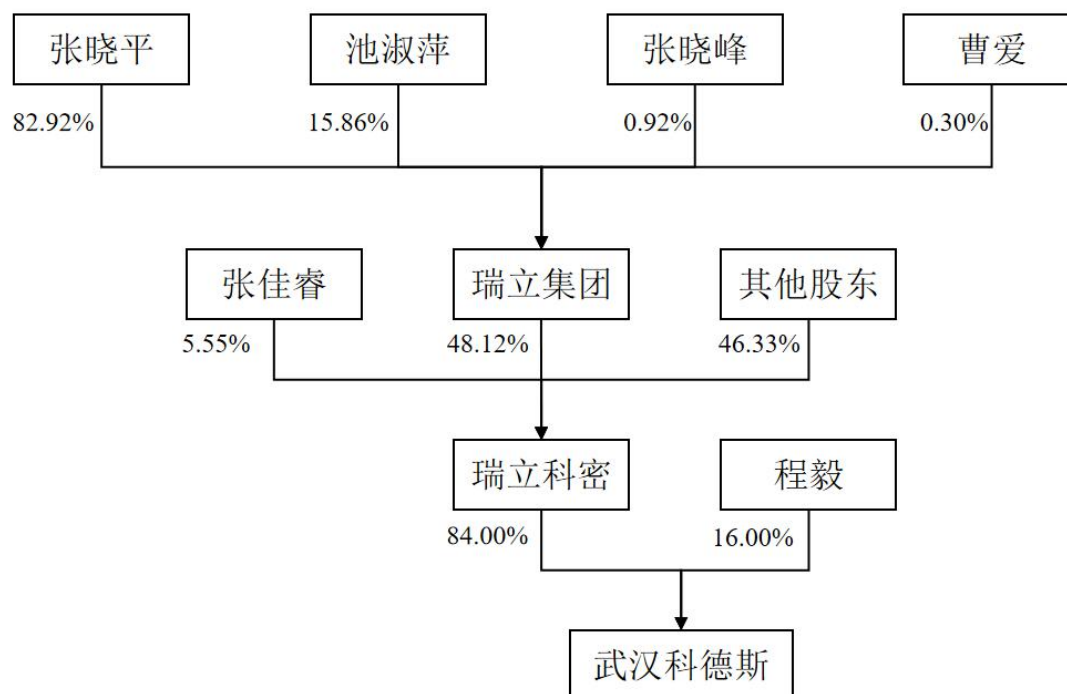 张晓平 池淑萍 张晓峰 曹爱
82.92% 15.86% 0.92% 0.30%
张佳睿 瑞立集团 其他股东
5.55% 48.12% 46.33%
瑞立科密 程毅
84.00% 16.00%
武汉科德斯